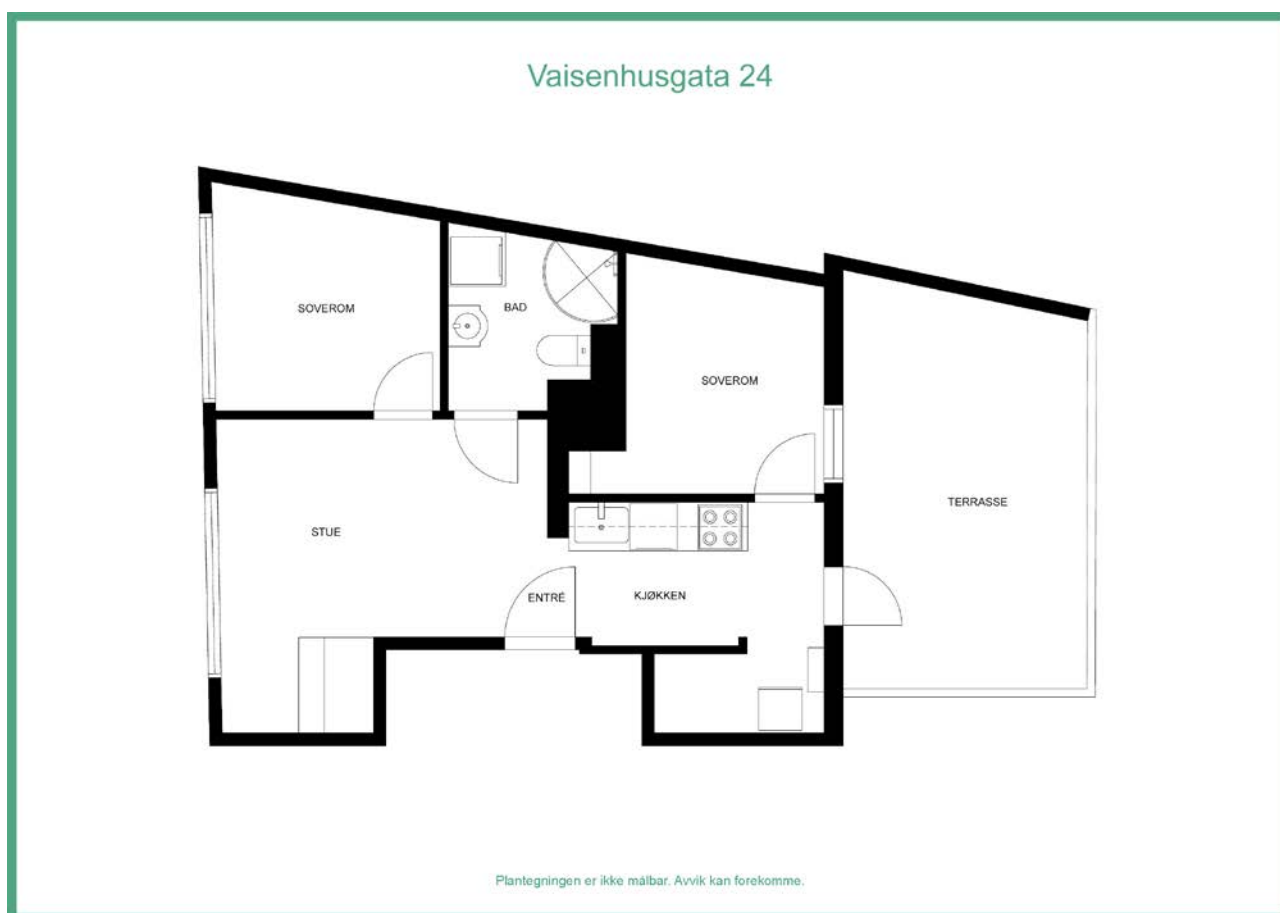 Vaisenhusgata 24
SOVEROM
BAD
SOVEROM
TERRASSE
STUE
ENTRÉ
KJØKKEN
Plantegningen er ikke målbar. Avvik kan forekomme.